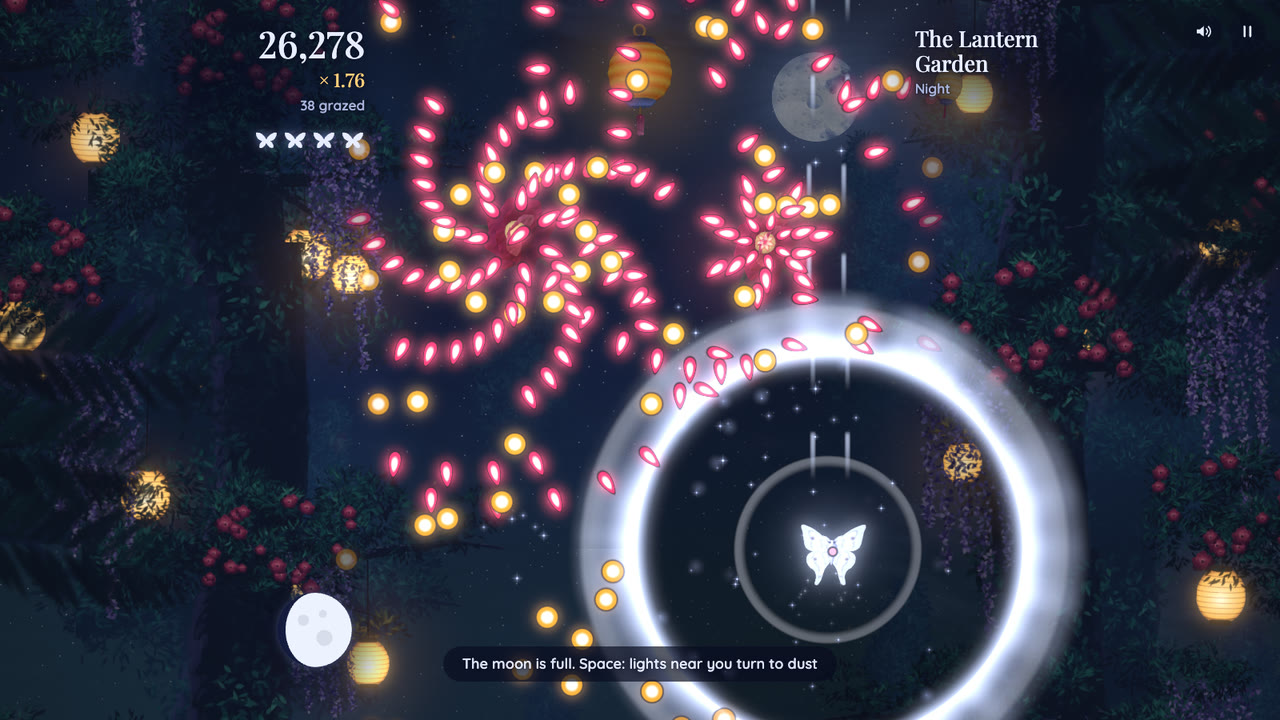 26,278
× 1.76
38 grazed
The Lantern
Garden
Night
The moon is full. Space: lights near you turn to dust